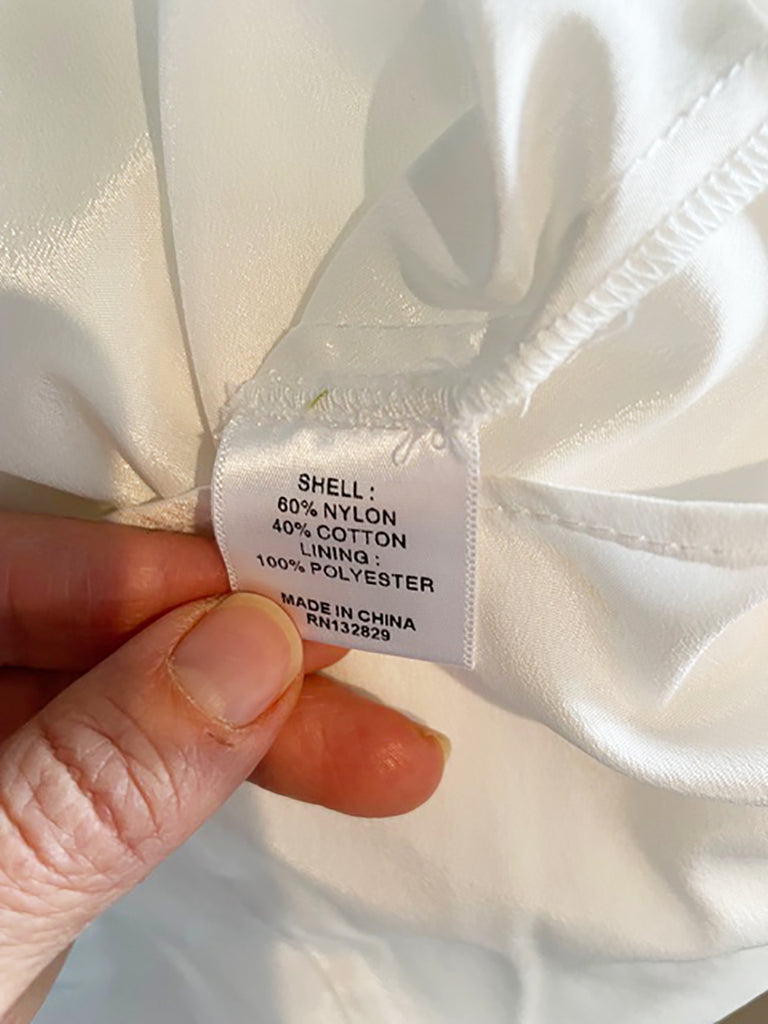 SHELL :
60% NYLON
40% COTTON
LINING :
100% POLYESTER
MADE IN CHINA
RN132829